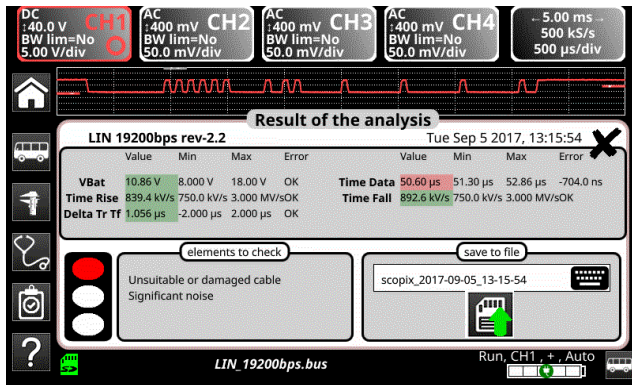 DC
↕40.0 V CH1
BW lim=No
5.00 V/div
AC
↕400 mV CH2
BW lim=No
50.0 mV/div
AC
↕400 mV CH3
BW lim=No
50.0 mV/div
AC
↕400 mV CH4
BW lim=No
50.0 mV/div
←5.00 ms→
500 kS/s
500 µs/div
Result of the analysis
LIN 19200bps rev-2.2 Tue Sep 5 2017, 13:15:54
Value Min Max Error Value Min Max Error
VBat 10.86 V 8.000 V 18.00 V OK Time Data 50.60 µs 51.30 µs 52.86 µs -704.0 ns
Time Rise 839.4 kV/s 750.0 kV/s 3.000 MV/s OK Time Fall 892.6 kV/s 750.0 kV/s 3.000 MV/s OK
Delta Tr Tf 1.056 µs -2.000 µs 2.000 µs OK
elements to check
Unsuitable or damaged cable
Significant noise
save to file
scopix_2017-09-05_13-15-54
?
SD
LIN_19200bps.bus
Run, CH1 , + , Auto